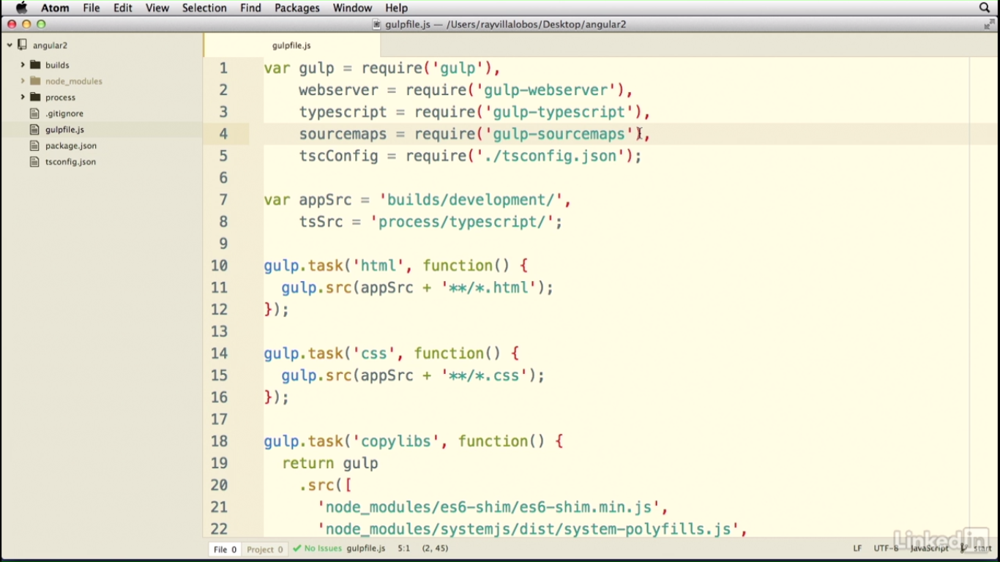 Atom File Edit View Selection Find Packages Window Help
gulpfile.js — /Users/rayvillalobos/Desktop/angular2
angular2
builds
node_modules
process
.gitignore
gulpfile.js
package.json
tsconfig.json
gulpfile.js
1 var gulp = require('gulp'),
2 webserver = require('gulp-webserver'),
3 typescript = require('gulp-typescript'),
4 sourcemaps = require('gulp-sourcemaps'),
5 tscConfig = require('./tsconfig.json');
6
7 var appSrc = 'builds/development/',
8 tsSrc = 'process/typescript/';
9
10 gulp.task('html', function() {
11 gulp.src(appSrc + '**/*.html');
12 });
13
14 gulp.task('css', function() {
15 gulp.src(appSrc + '**/*.css');
16 });
17
18 gulp.task('copylibs', function() {
19 return gulp
20 .src([
21 'node_modules/es6-shim/es6-shim.min.js',
22 'node_modules/systemjs/dist/system-polyfills.js',
File 0 Project 0 No Issues gulpfile.js 5:1 (2, 45) LF UTF-8 JavaScript start
LinkedIn